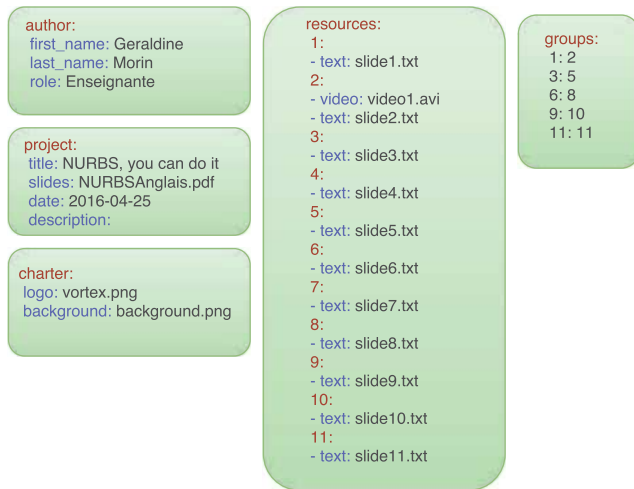 author:
first_name: Geraldine
last_name: Morin
role: Enseignante
project:
title: NURBS, you can do it
slides: NURBSAnglais.pdf
date: 2016-04-25
description:
charter:
logo: vortex.png
background: background.png
resources:
1:
- text: slide1.txt
2:
- video: video1.avi
- text: slide2.txt
3:
- text: slide3.txt
4:
- text: slide4.txt
5:
- text: slide5.txt
6:
- text: slide6.txt
7:
- text: slide7.txt
8:
- text: slide8.txt
9:
- text: slide9.txt
10:
- text: slide10.txt
11:
- text: slide11.txt
groups:
1: 2
3: 5
6: 8
9: 10
11: 11